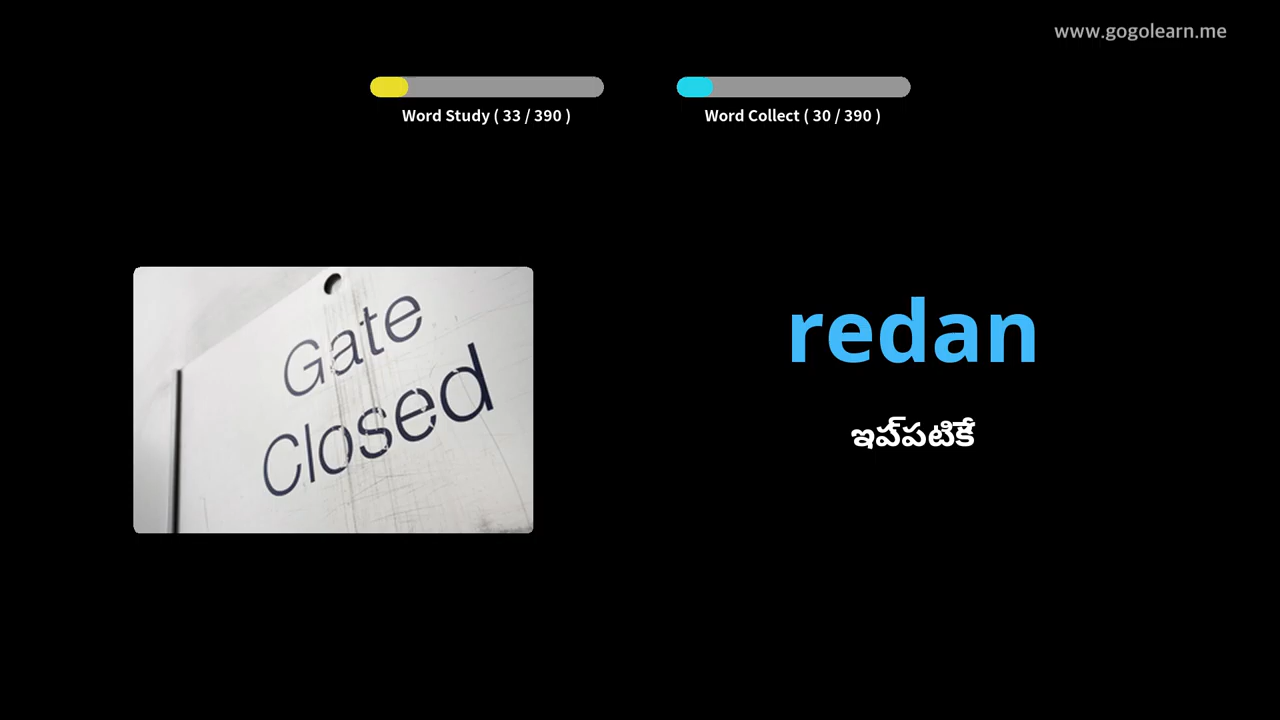 www.gogolearn.me
Word Study ( 33 / 390 )
Word Collect ( 30 / 390 )
Gate
Closed
redan
ఇప్పటికే